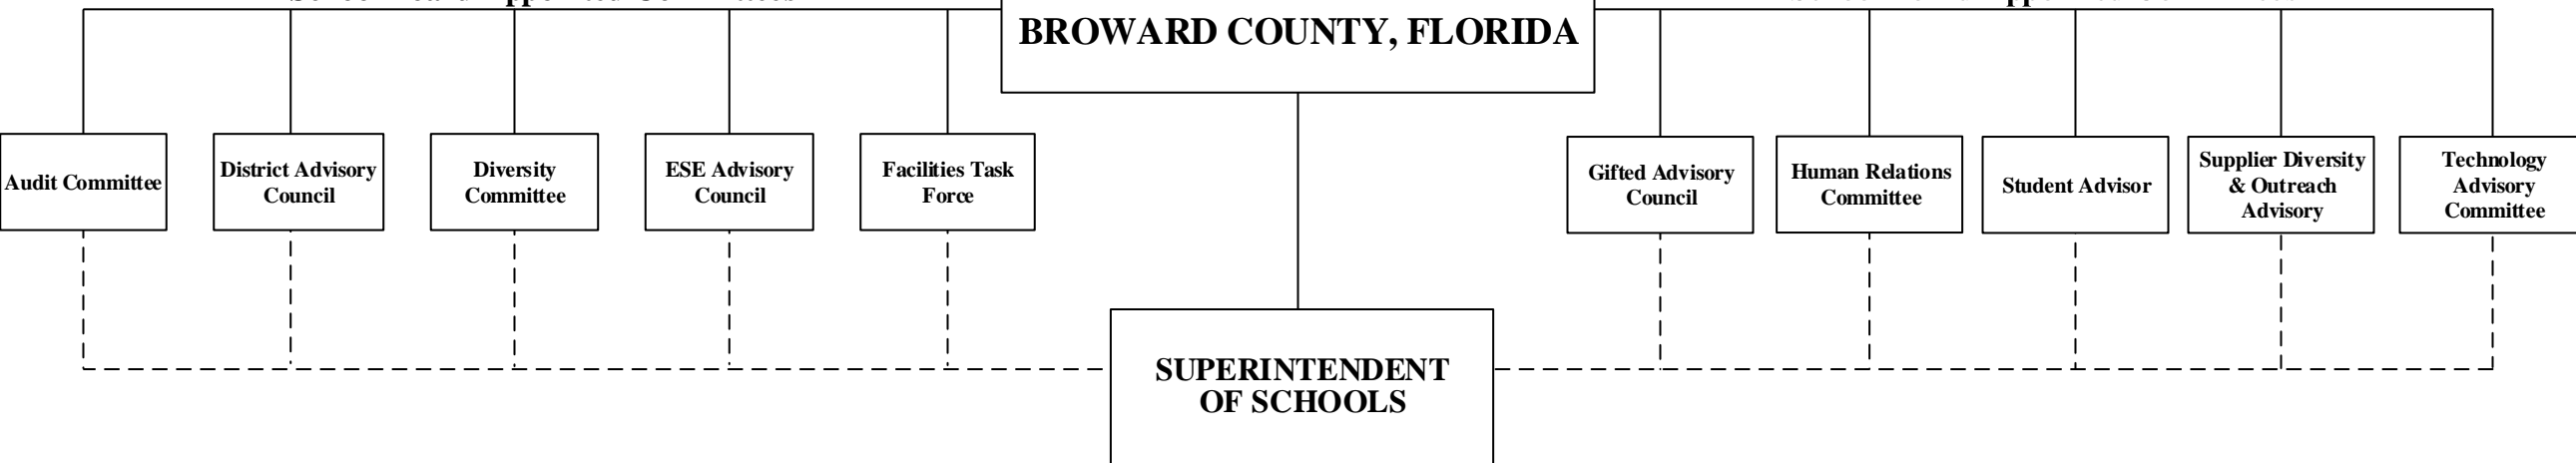 BROWARD COUNTY, FLORIDA
Audit Committee
District Advisory
Council
Diversity
Committee
ESE Advisory
Council
Facilities Task
Force
Gifted Advisory
Council
Human Relations
Committee
Student Advisor
Supplier Diversity
& Outreach
Advisory
Technology
Advisory
Committee
SUPERINTENDENT
OF SCHOOLS